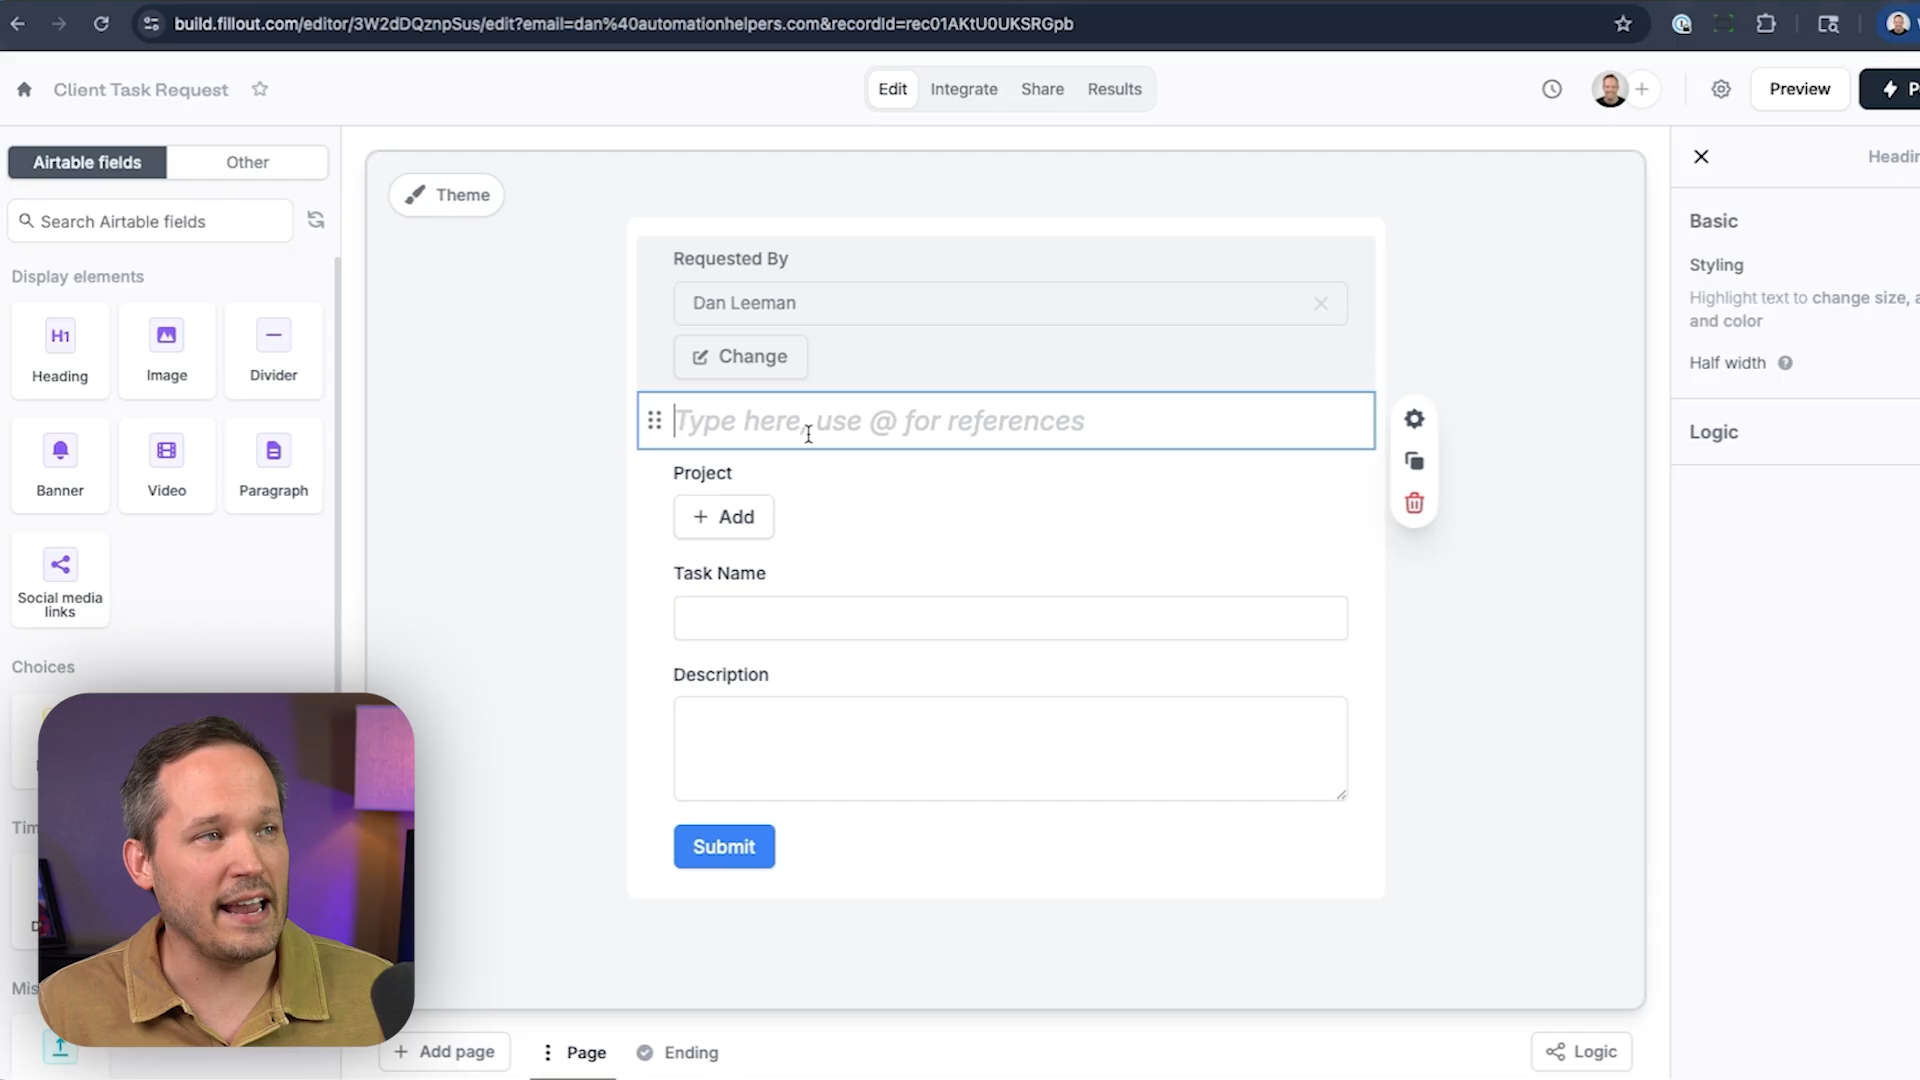 build.fillout.com/editor/3W2dDQznpSus/edit?email=dan%40automationhelpers.com&recordId=rec01AKtU0UKSRGpb
Client Task Request
Edit
Integrate
Share
Results
Preview
Airtable fields
Other
Search Airtable fields
Display elements
H1
Heading
Image
Divider
Banner
Video
Paragraph
Social media
links
Choices
Theme
Requested By
Dan Leeman
Change
Type here, use @ for references
Project
+ Add
Task Name
Description
Submit
+ Add page
Page
Ending
Logic
Basic
Styling
Highlight text to change size,
and color
Half width
Logic